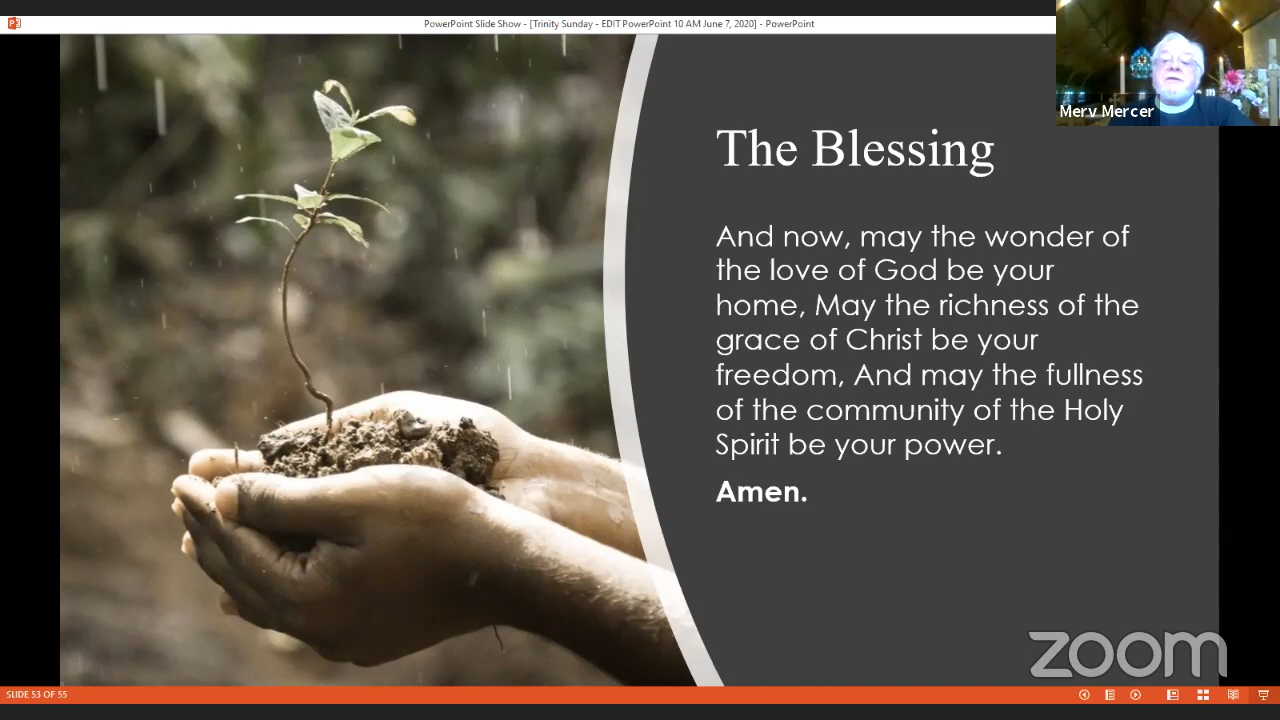 PowerPoint Slide Show - [Trinity Sunday - EDIT PowerPoint 10 AM June 7, 2020] - PowerPoint
Merv Mercer
The Blessing
And now, may the wonder of
the love of God be your
home, May the richness of the
grace of Christ be your
freedom, And may the fullness
of the community of the Holy
Spirit be your power.
Amen.
zoom
SLIDE 53 OF 55